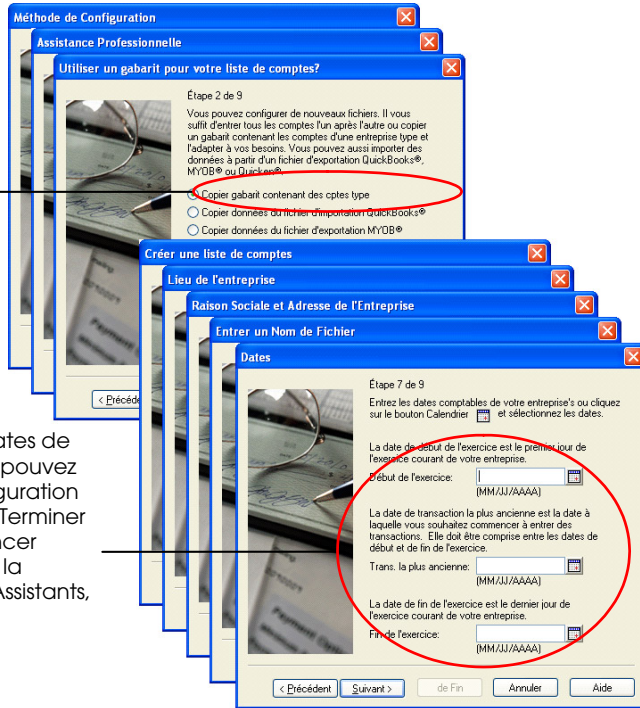 Méthode de Configuration
Assistance Professionnelle
Utiliser un gabarit pour votre liste de comptes?
Étape 2 de 9
Vous pouvez configurer de nouveaux fichiers. Il vous
suffit d'entrer tous les comptes l'un après l'autre ou copier
un gabarit contenant les comptes d'une entreprise type et
l'adapter à vos besoins. Vous pouvez aussi importer des
données à partir d'un fichier d'exportation QuickBooks®,
MYOB® ou Quicken®.
Copier gabarit contenant des cptes type
Copier données du fichier d'importation QuickBooks®
Copier données du fichier d'exportation MYOB®
< Précéde
Créer une liste de comptes
Lieu de l'entreprise
Raison Sociale et Adresse de l'Entreprise
Entrer un Nom de Fichier
Dates
Étape 7 de 9
Entrez les dates comptables de votre entreprise's ou cliquez
sur le bouton Calendrier et sélectionnez les dates.
La date de début de l'exercice est le premier jour de
l'exercice courant de votre entreprise.
Début de l'exercice:
(MM/JJ/AAAA)
La date de transaction la plus ancienne est la date à
laquelle vous souhaitez commencer à entrer des
transactions. Elle doit être comprise entre les dates de
début et de fin de l'exercice.
Trans. la plus ancienne:
(MM/JJ/AAAA)
La date de fin de l'exercice est le dernier jour de
l'exercice courant de votre entreprise.
Fin de l'exercice:
(MM/JJ/AAAA)
< Précédent Suivant > de Fin Annuler Aide
ates de
pouvez
guration
Terminer
ncer
la
Assistants,